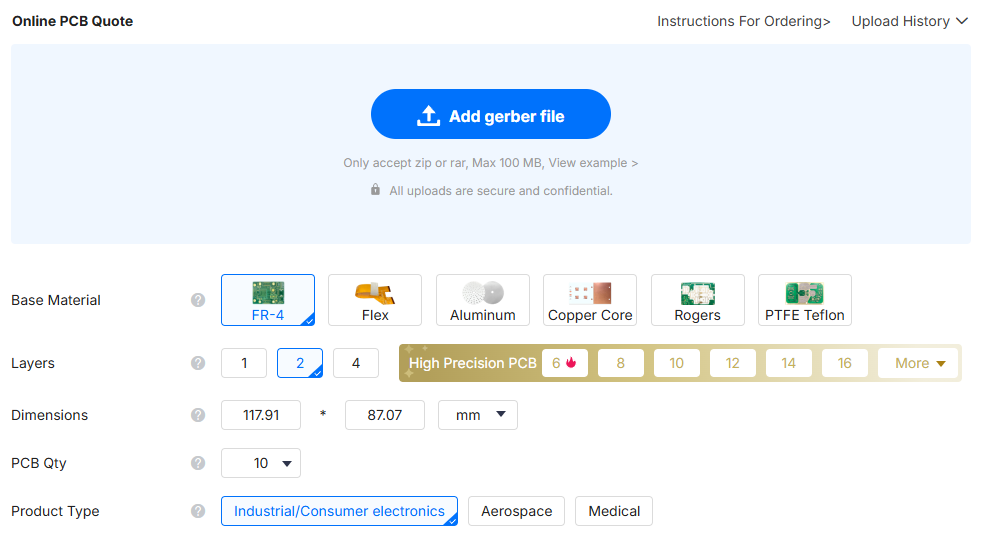 Online PCB Quote
Instructions For Ordering>
Upload History
Add gerber file
Only accept zip or rar, Max 100 MB, View example >
All uploads are secure and confidential.
Base Material ? FR-4 Flex Aluminum Copper Core Rogers PTFE Teflon
Layers ? 1 2 4 High Precision PCB 6 8 10 12 14 16 More
Dimensions ? 117.91 * 87.07 mm
PCB Qty ? 10
Product Type ? Industrial/Consumer electronics Aerospace Medical